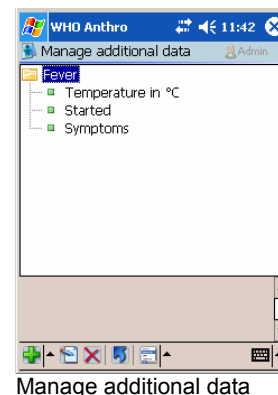 WHO Anthro 11:42
Manage additional data Admin
Fever
Temperature in °C
Started
Symptoms
Manage additional data